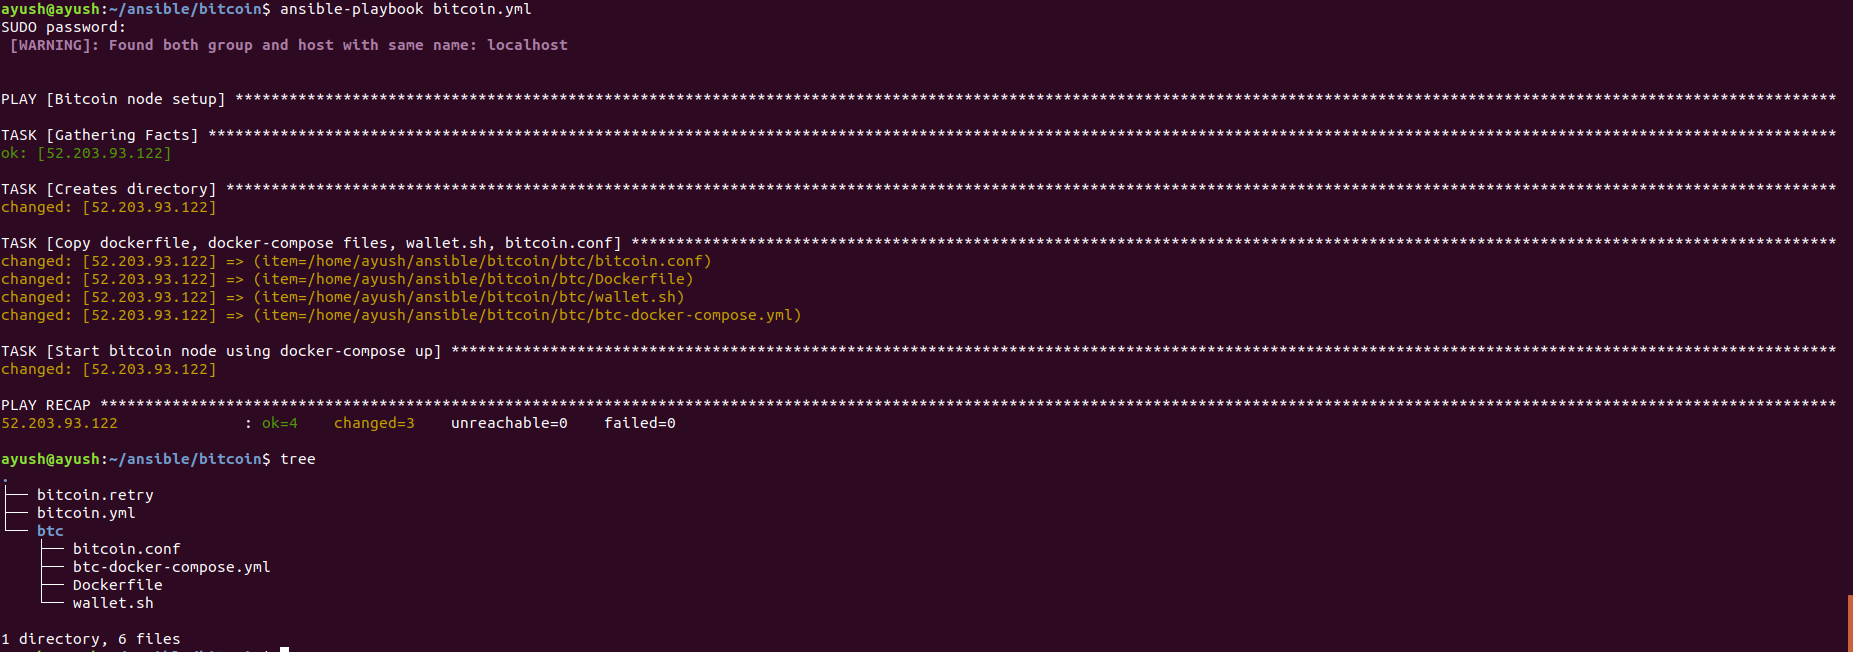 ayush@ayush:~/ansible/bitcoin$ ansible-playbook bitcoin.yml
SUDO password:
 [WARNING]: Found both group and host with same name: localhost
PLAY [Bitcoin node setup] **********************************************************************************************************************************************************************************
TASK [Gathering Facts] *************************************************************************************************************************************************************************************
ok: [52.203.93.122]
TASK [Creates directory] ***********************************************************************************************************************************************************************************
changed: [52.203.93.122]
TASK [Copy dockerfile, docker-compose files, wallet.sh, bitcoin.conf] **************************************************************************************************************************************
changed: [52.203.93.122] => (item=/home/ayush/ansible/bitcoin/btc/bitcoin.conf)
changed: [52.203.93.122] => (item=/home/ayush/ansible/bitcoin/btc/Dockerfile)
changed: [52.203.93.122] => (item=/home/ayush/ansible/bitcoin/btc/wallet.sh)
changed: [52.203.93.122] => (item=/home/ayush/ansible/bitcoin/btc/btc-docker-compose.yml)
TASK [Start bitcoin node using docker-compose up] **********************************************************************************************************************************************************
changed: [52.203.93.122]
PLAY RECAP *************************************************************************************************************************************************************************************************
52.203.93.122              : ok=4    changed=3    unreachable=0    failed=0
ayush@ayush:~/ansible/bitcoin$ tree
.
├── bitcoin.retry
├── bitcoin.yml
└── btc
    ├── bitcoin.conf
    ├── btc-docker-compose.yml
    ├── Dockerfile
    └── wallet.sh
1 directory, 6 files